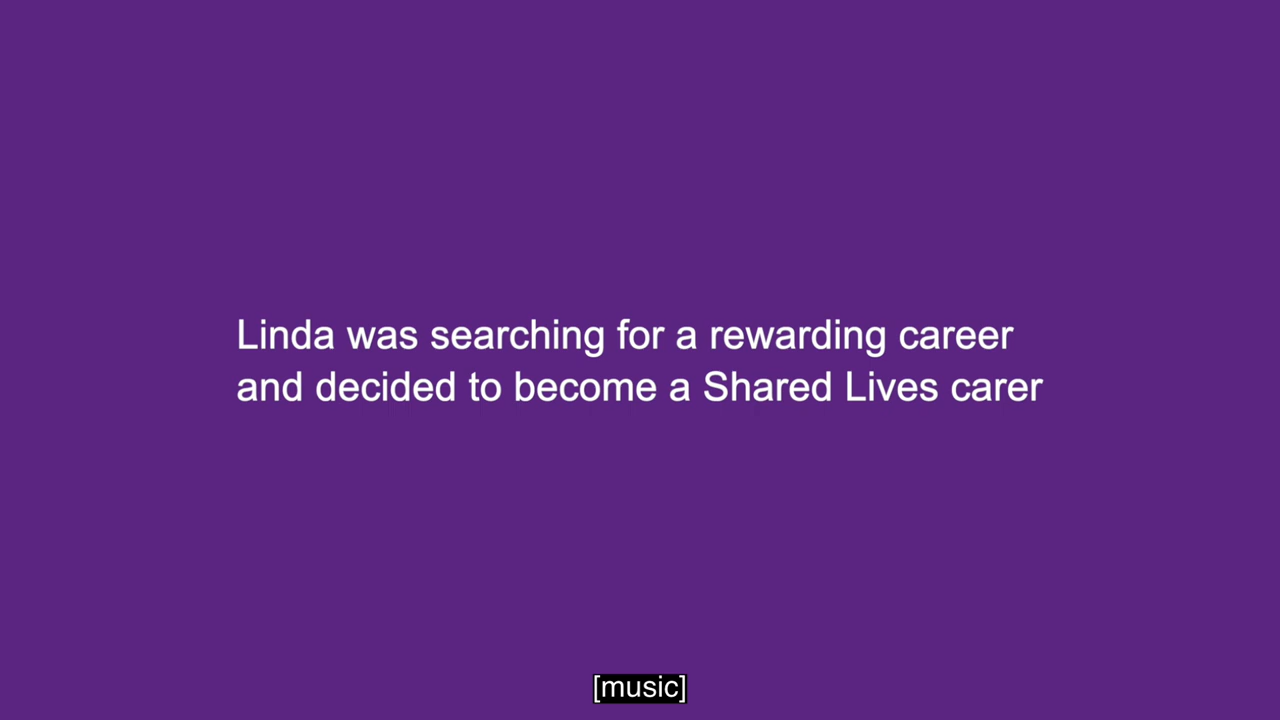 Linda was searching for a rewarding career
and decided to become a Shared Lives carer
[music]